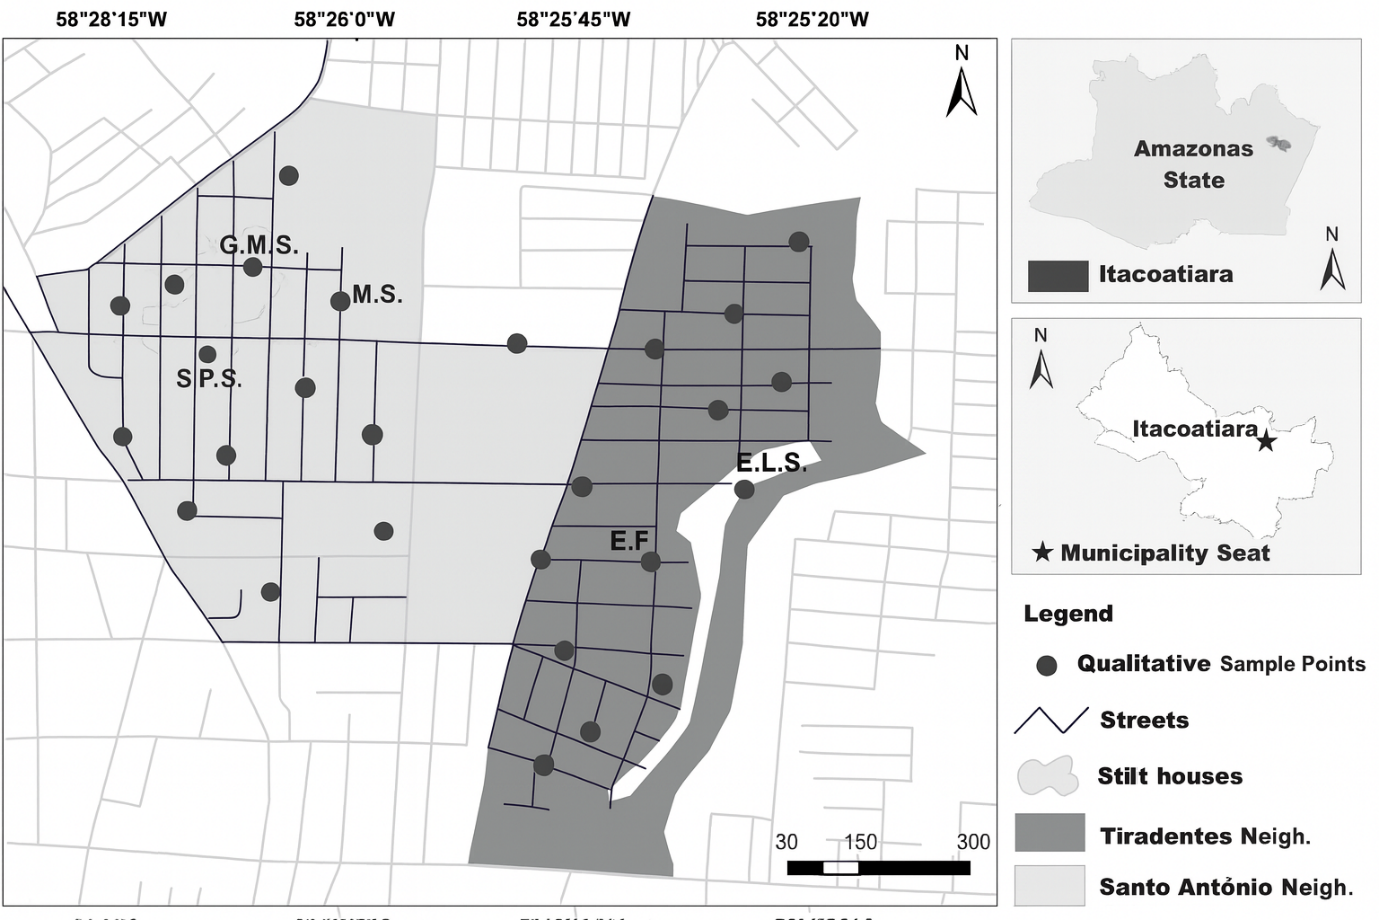 58"28'15"W 58"26'0"W 58"25'45"W 58"25'20"W
N
G.M.S.
M.S.
S P.S.
E.L.S.
E.F
30 150 300
Amazonas
State
N
Itacoatiara
N
Itacoatiara
Municipality Seat
Legend
Qualitative Sample Points
Streets
Stilt houses
Tiradentes Neigh.
Santo António Neigh.